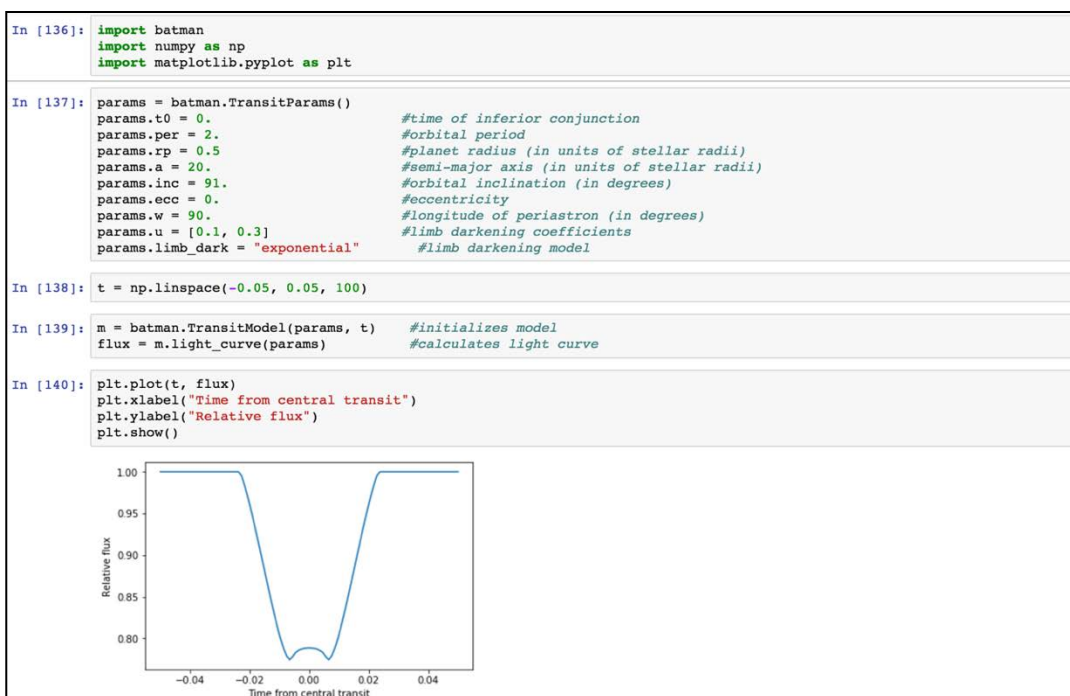 In [136]: import batman
import numpy as np
import matplotlib.pyplot as plt
In [137]: params = batman.TransitParams()
params.t0 = 0. #time of inferior conjunction
params.per = 2. #orbital period
params.rp = 0.5 #planet radius (in units of stellar radii)
params.a = 20. #semi-major axis (in units of stellar radii)
params.inc = 91. #orbital inclination (in degrees)
params.ecc = 0. #eccentricity
params.w = 90. #longitude of periastron (in degrees)
params.u = [0.1, 0.3] #limb darkening coefficients
params.limb_dark = "exponential" #limb darkening model
In [138]: t = np.linspace(-0.05, 0.05, 100)
In [139]: m = batman.TransitModel(params, t) #initializes model
flux = m.light_curve(params) #calculates light curve
In [140]: plt.plot(t, flux)
plt.xlabel("Time from central transit")
plt.ylabel("Relative flux")
plt.show()
1.00
0.95
0.90
0.85
0.80
Relative flux
−0.04 −0.02 0.00 0.02 0.04
Time from central transit